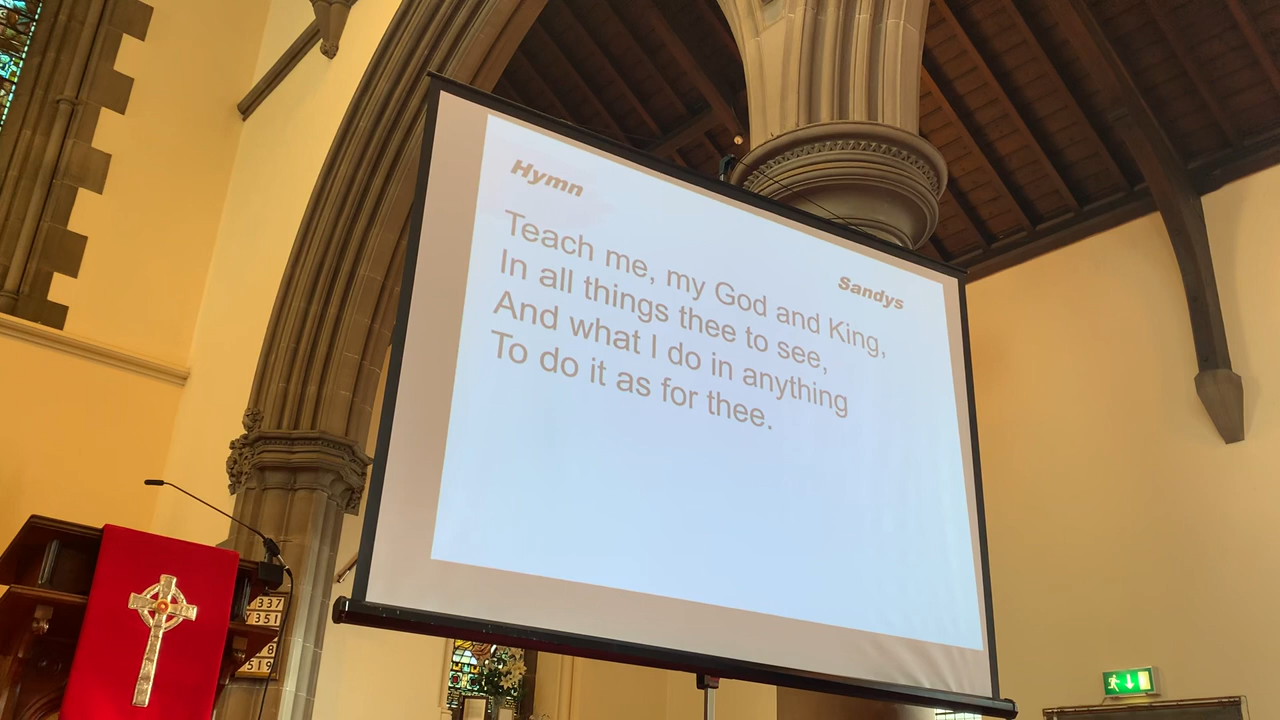 Hymn
Sandys
Teach me, my God and King,
In all things thee to see,
And what I do in anything
To do it as for thee.
337
351
8
519